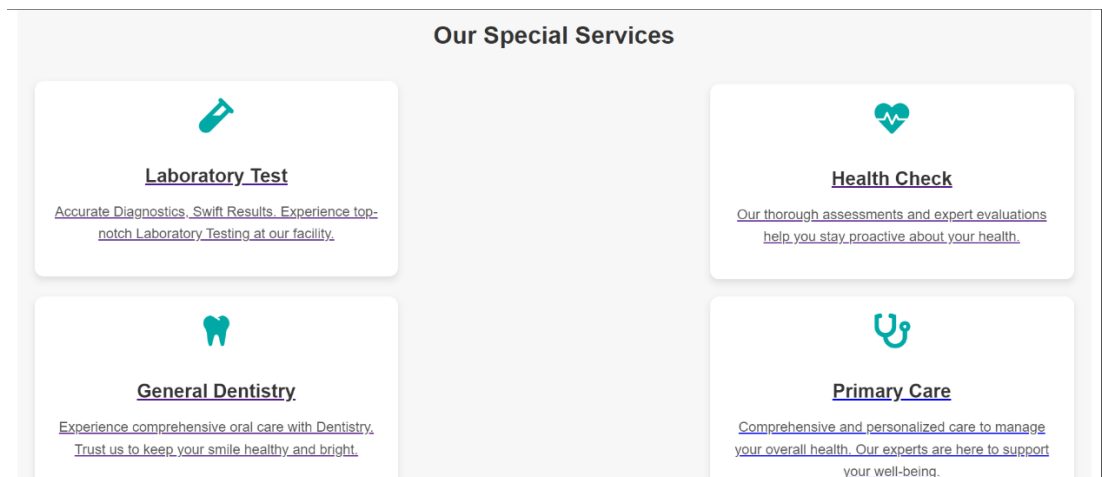 Our Special Services
Laboratory Test
Accurate Diagnostics, Swift Results. Experience top-
notch Laboratory Testing at our facility.
Health Check
Our thorough assessments and expert evaluations
help you stay proactive about your health.
General Dentistry
Experience comprehensive oral care with Dentistry.
Trust us to keep your smile healthy and bright.
Primary Care
Comprehensive and personalized care to manage
your overall health. Our experts are here to support
your well-being.